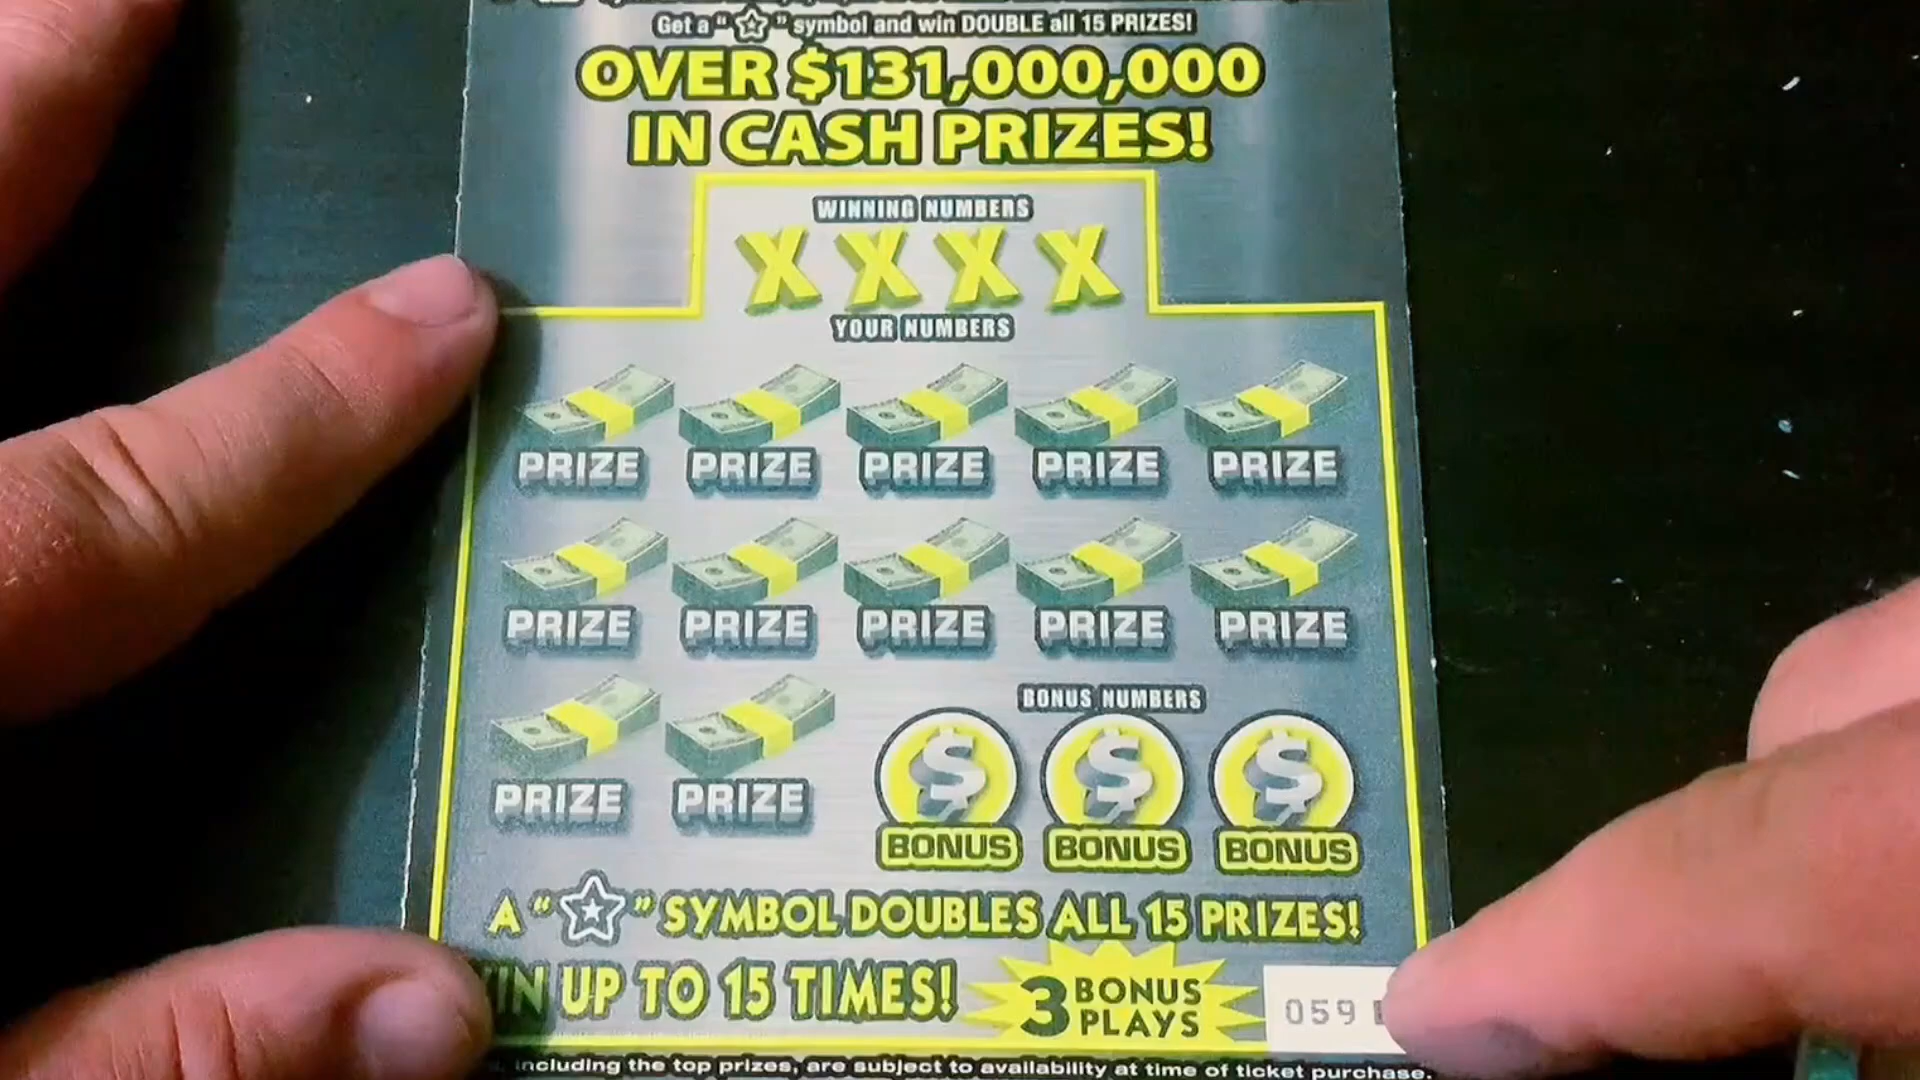 Get a "☆" symbol and win DOUBLE all 15 PRIZES!
OVER $131,000,000
IN CASH PRIZES!
WINNING NUMBERS
X X X X
YOUR NUMBERS
PRIZE PRIZE PRIZE PRIZE PRIZE
PRIZE PRIZE PRIZE PRIZE PRIZE
BONUS NUMBERS
PRIZE PRIZE
$ $ $
BONUS BONUS BONUS
A "☆" SYMBOL DOUBLES ALL 15 PRIZES!
IN UP TO 15 TIMES!
3 BONUS
PLAYS
059
including the top prizes, are subject to availability at time of ticket purchase.